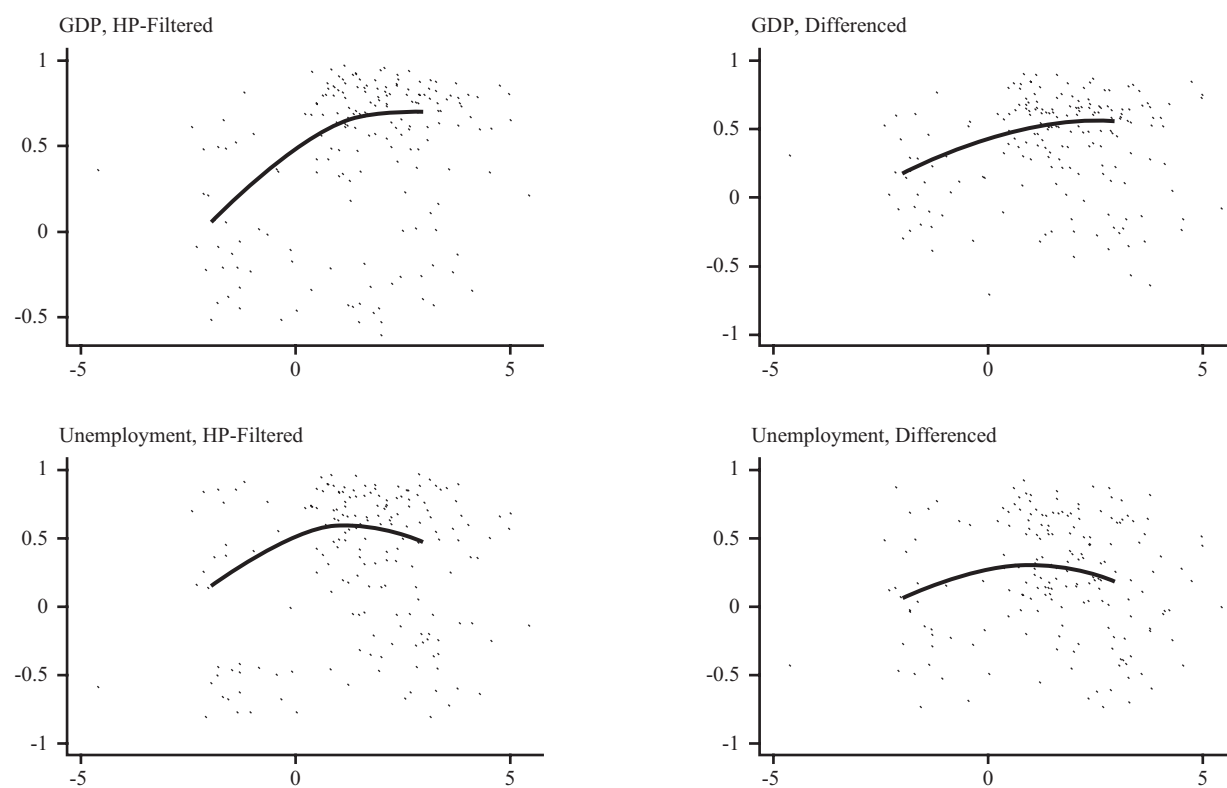 GDP, HP-Filtered
1
0.5
0
-0.5
-5 0 5
GDP, Differenced
1
0.5
0
-0.5
-1
-5 0 5
Unemployment, HP-Filtered
1
0.5
0
-0.5
-1
-5 0 5
Unemployment, Differenced
1
0.5
0
-0.5
-1
-5 0 5